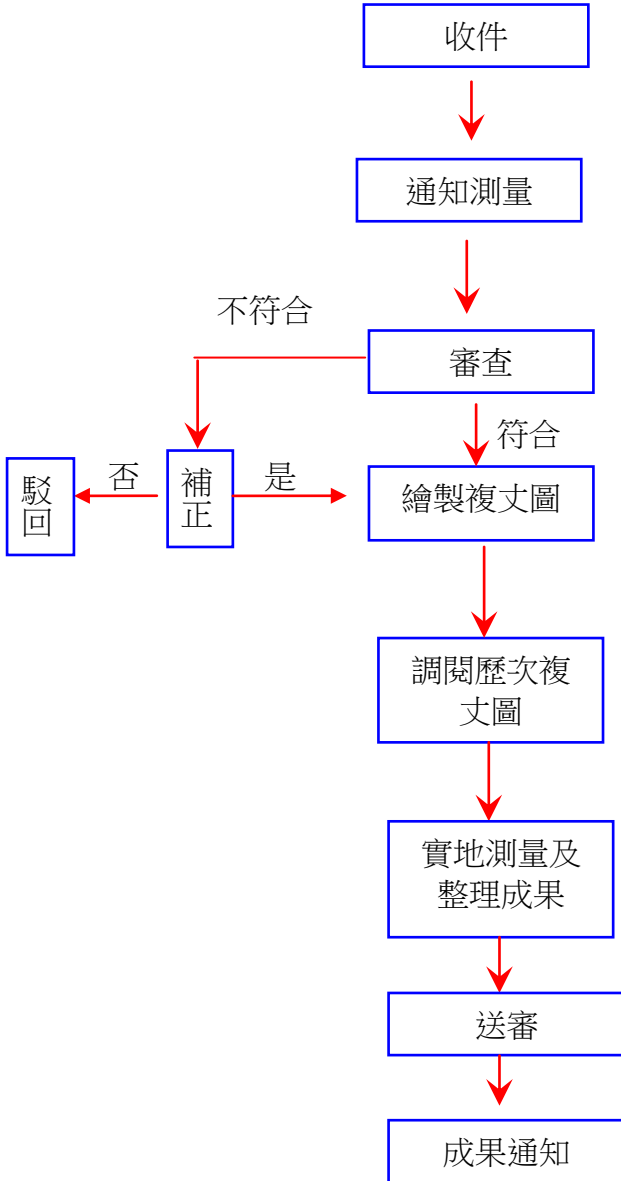 收件
通知測量
不符合
審查
符合
駁回
否
補正
是
繪製複丈圖
調閱歷次複
丈圖
實地測量及
整理成果
送審
成果通知